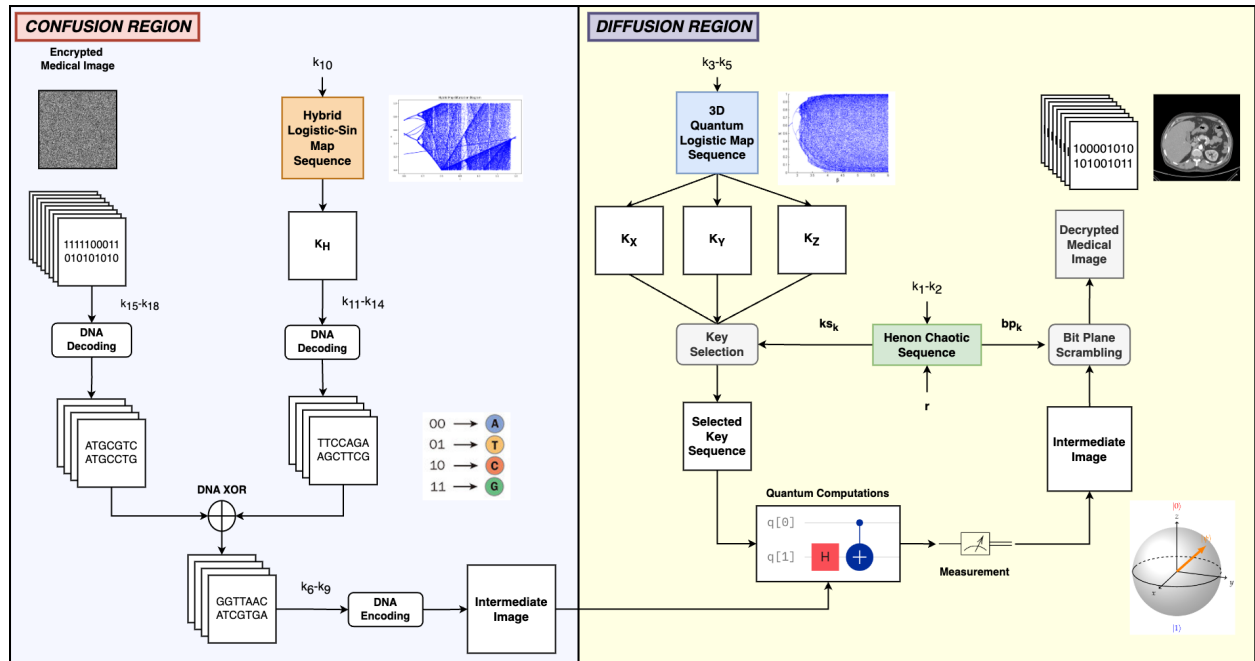 CONFUSION REGION
Encrypted
Medical Image
k10
Hybrid
Logistic-Sin
Map
Sequence
1111100011
010101010
KH
k15-k18
k11-k14
DNA
Decoding
DNA
Decoding
ATGCGTC
ATGCCTG
TTCCAGA
AGCTTCG
00 A
01 T
10 C
11 G
DNA XOR
GGTTAAC
ATCGTGA
k6-k9
DNA
Encoding
Intermediate
Image
DIFFUSION REGION
k3-k5
3D
Quantum
Logistic Map
Sequence
100001010
101001011
KX
KY
KZ
Decrypted
Medical
Image
k1-k2
Key
Selection
ksk
Henon Chaotic
Sequence
bpk
Bit Plane
Scrambling
r
Selected
Key
Sequence
Intermediate
Image
Quantum Computations
q[0]
q[1]
H
Measurement
|0⟩
z
y
x
|1⟩